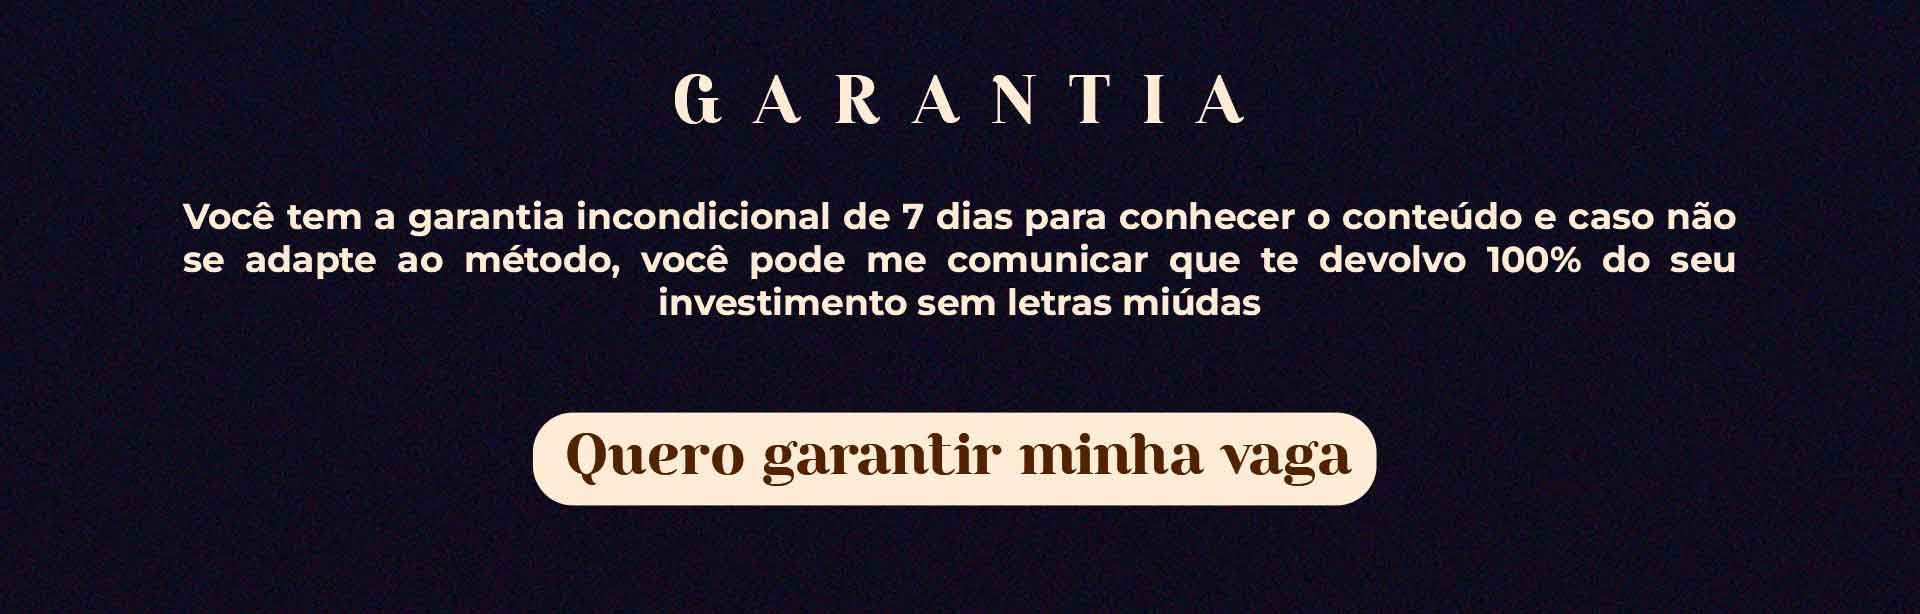 GARANTIA
Você tem a garantia incondicional de 7 dias para conhecer o conteúdo e caso não
se adapte ao método, você pode me comunicar que te devolvo 100% do seu
investimento sem letras miúdas
Quero garantir minha vaga